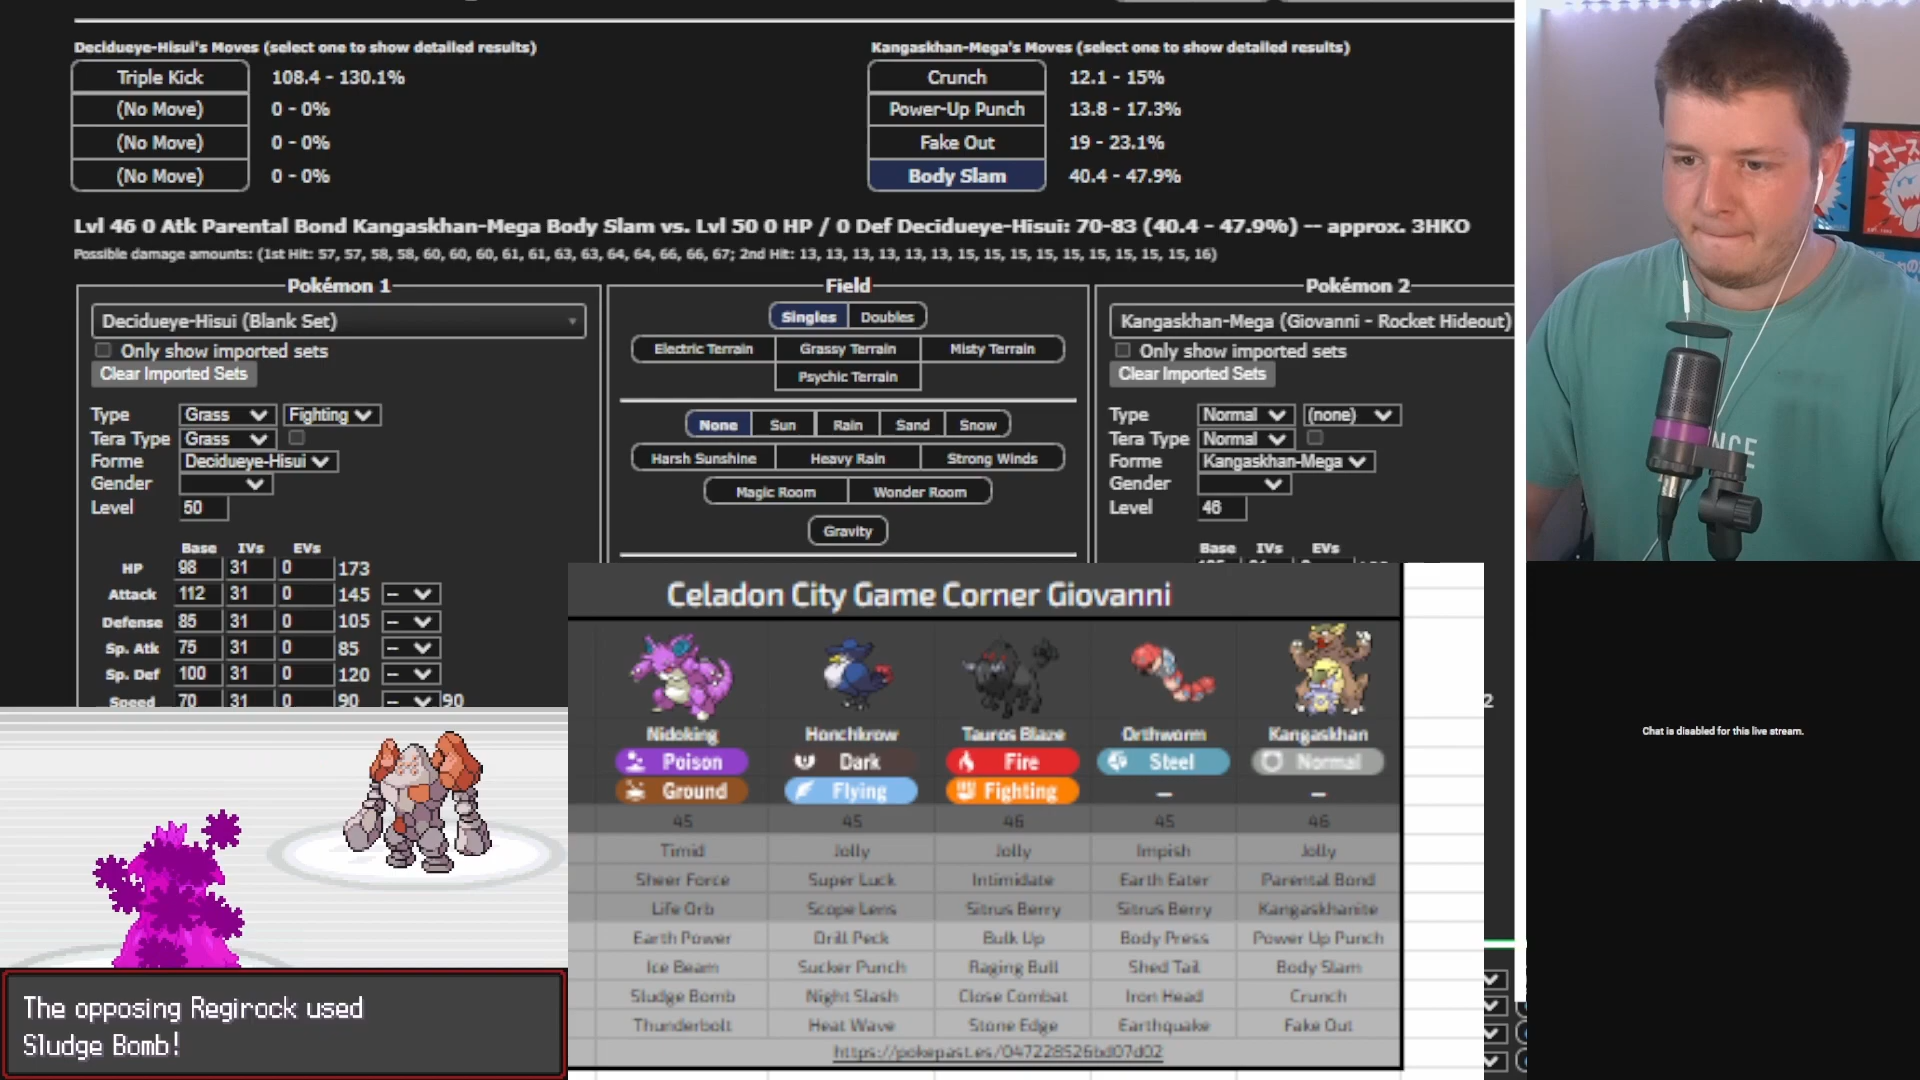 Decidueye-Hisui's Moves (select one to show detailed results)
Triple Kick 108.4 - 130.1%
(No Move) 0 - 0%
(No Move) 0 - 0%
(No Move) 0 - 0%
Kangaskhan-Mega's Moves (select one to show detailed results)
Crunch 12.1 - 15%
Power-Up Punch 13.8 - 17.3%
Fake Out 19 - 23.1%
Body Slam 40.4 - 47.9%
Lvl 46 0 Atk Parental Bond Kangaskhan-Mega Body Slam vs. Lvl 50 0 HP / 0 Def Decidueye-Hisui: 70-83 (40.4 - 47.9%) -- approx. 3HKO
Possible damage amounts: (1st Hit: 57, 57, 58, 58, 60, 60, 60, 61, 61, 63, 63, 64, 64, 66, 66, 67; 2nd Hit: 13, 13, 13, 13, 13, 13, 15, 15, 15, 15, 15, 15, 15, 15, 15, 16)
Pokémon 1
Decidueye-Hisui (Blank Set)
Only show imported sets
Clear Imported Sets
Type Grass Fighting
Tera Type Grass
Forme Decidueye-Hisui
Gender
Level 50
Base IVs EVs
HP 98 31 0 173
Attack 112 31 0 145 --
Defense 85 31 0 105 --
Sp. Atk 75 31 0 85 --
Sp. Def 100 31 0 120 --
Speed 70 31 0 90 -- 90
Field
Singles Doubles
Electric Terrain Grassy Terrain Misty Terrain
Psychic Terrain
None Sun Rain Sand Snow
Harsh Sunshine Heavy Rain Strong Winds
Magic Room Wonder Room
Gravity
Pokémon 2
Kangaskhan-Mega (Giovanni - Rocket Hideout)
Only show imported sets
Clear Imported Sets
Type Normal (none)
Tera Type Normal
Forme Kangaskhan-Mega
Gender
Level 46
Base IVs EVs
2
Celadon City Game Corner Giovanni
Nidoking Honchkrow Tauros Blaze Orthworm Kangaskhan
Poison Dark Fire Steel Normal
Ground Flying Fighting — —
45 45 46 45 46
Timid Jolly Jolly Impish Jolly
Sheer Force Super Luck Intimidate Earth Eater Parental Bond
Life Orb Scope Lens Sitrus Berry Sitrus Berry Kangaskhanite
Earth Power Drill Peck Bulk Up Body Press Power Up Punch
Ice Beam Sucker Punch Raging Bull Shed Tail Body Slam
Sludge Bomb Night Slash Close Combat Iron Head Crunch
Thunderbolt Heat Wave Stone Edge Earthquake Fake Out
https://pokepast.es/047228526bd07d02
The opposing Regirock used
Sludge Bomb!
NCE
Chat is disabled for this live stream.